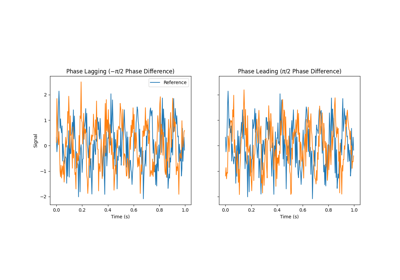 Phase Lagging (−π/2 Phase Difference)
Phase Leading (π/2 Phase Difference)
Reference
Signal
2
1
0
−1
−2
0.0 0.2 0.4 0.6 0.8 1.0
0.0 0.2 0.4 0.6 0.8 1.0
Time (s)
Time (s)